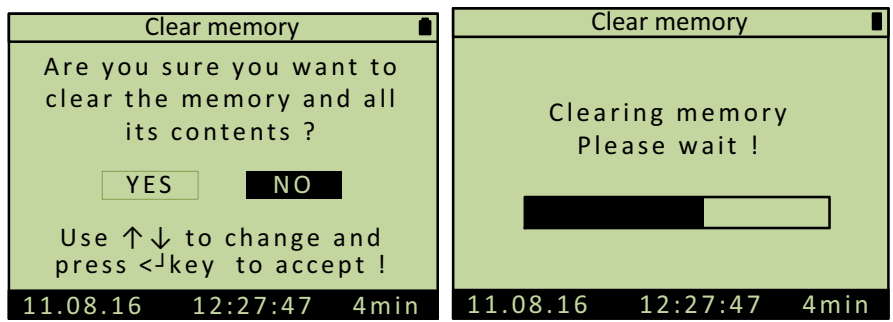 Clear memory
Are you sure you want to
clear the memory and all
its contents ?
YES NO
Use ↑↓ to change and
press <┘key to accept !
11.08.16 12:27:47 4min
Clear memory
Clearing memory
Please wait !
11.08.16 12:27:47 4min